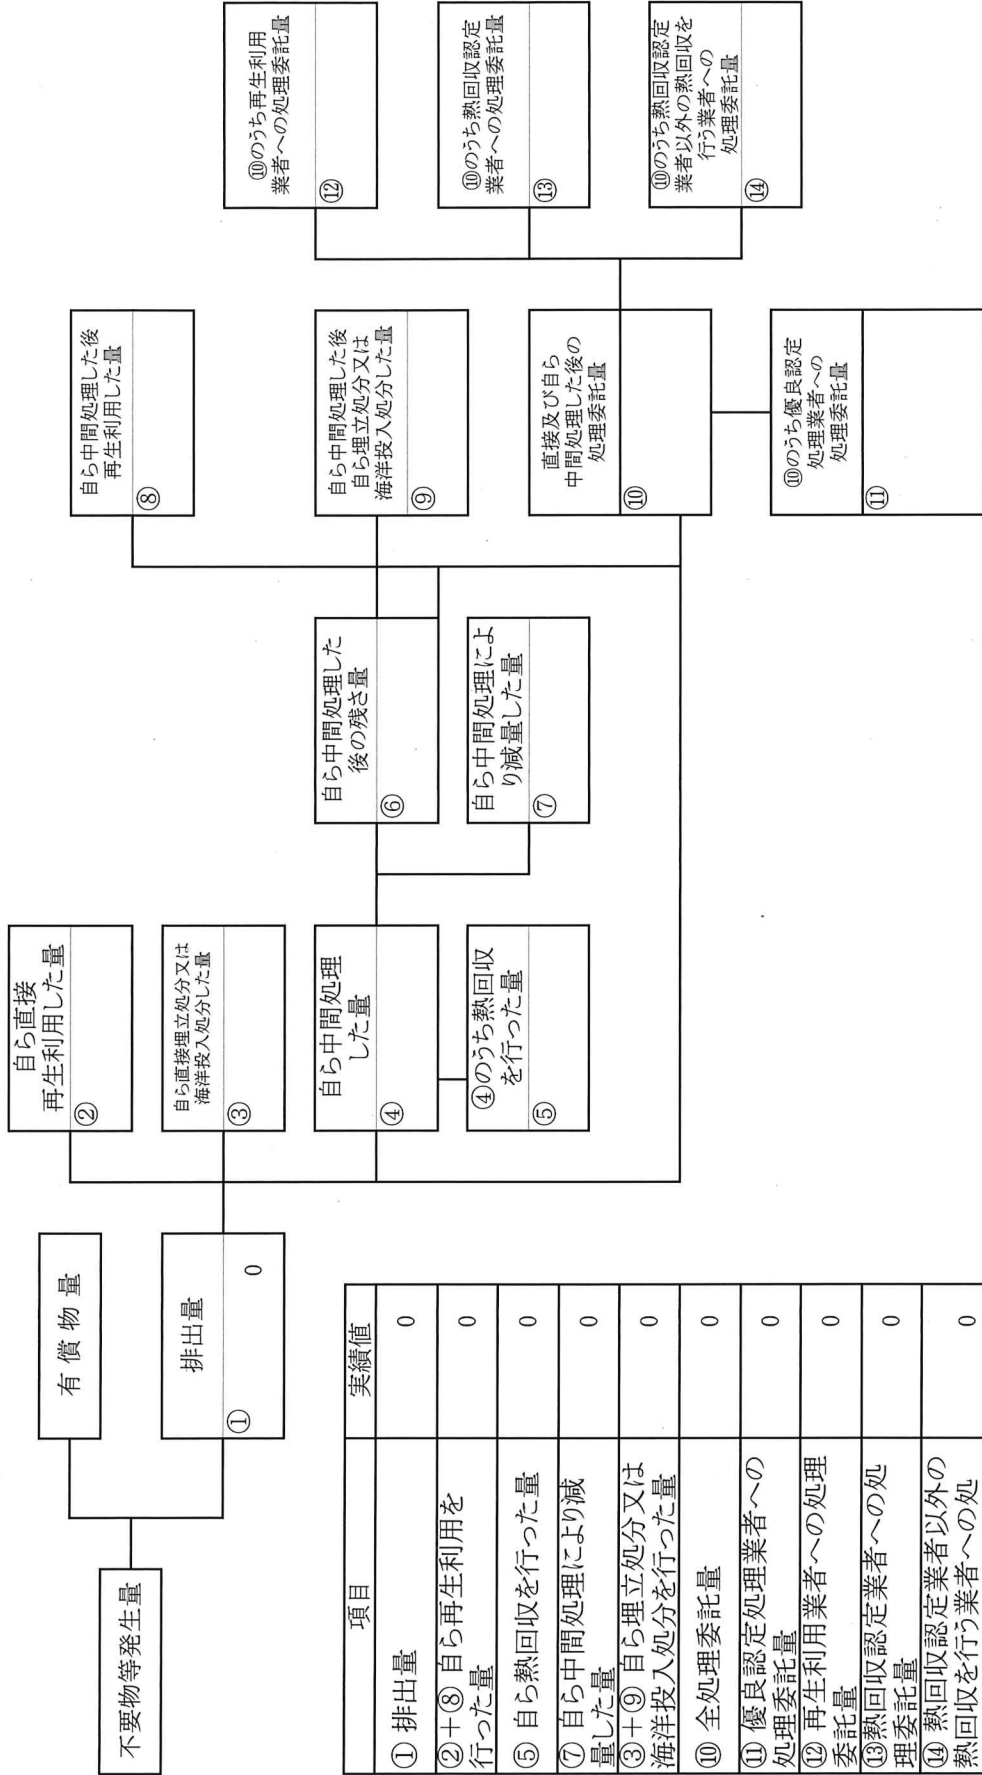 不要物等発生量
有償物量
排出量
①
0
自ら直接
再生利用した量
②
自ら直接埋立処分又は
海洋投入処分した量
③
自ら中間処理
した量
④
④のうち熱回収
を行った量
⑤
自ら中間処理した
後の残さ量
⑥
自ら中間処理によ
り減量した量
⑦
自ら中間処理した後
再生利用した量
⑧
自ら中間処理した後
自ら埋立処分又は
海洋投入処分した量
⑨
直接及び自ら
中間処理した後の
処理委託量
⑩
⑩のうち優良認定
処理業者への
処理委託量
⑪
⑩のうち再生利用
業者への処理委託量
⑫
⑩のうち熱回収認定
業者への処理委託量
⑬
⑩のうち熱回収認定
業者以外の熱回収を
行う業者への
処理委託量
⑭
項目 実績値
① 排出量 0
②+⑧ 自ら再生利用を
行った量 0
⑤ 自ら熱回収を行った量 0
⑦ 自ら中間処理により減
量した量 0
③+⑨ 自ら埋立処分又は
海洋投入処分を行った量 0
⑩ 全処理委託量 0
⑪ 優良認定処理業者への
処理委託量 0
⑫ 再生利用業者への処理
委託量 0
⑬熱回収認定業者への処
理委託量 0
⑭ 熱回収認定業者以外の
熱回収を行う業者への処 0